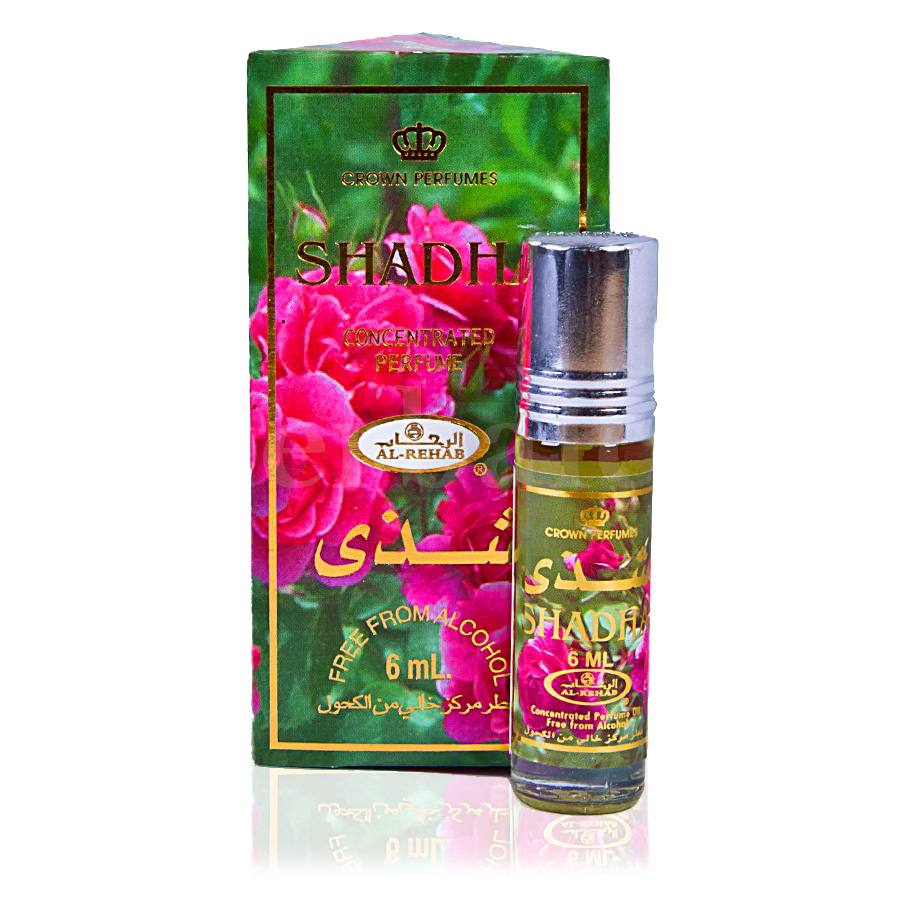 CROWN PERFUMES
SHADHA
CONCENTRATED
PERFUME
الرحاب
AL-REHAB
®
شذى
FREE FROM ALCOHOL
6 mL.
عطر مركز خالي من الكحول
CROWN PERFUMES
شذى
SHADHA
6 ML
الرحاب
AL-REHAB
®
Concentrated Perfume Oil
Free from Alcohol
عطر مركز خالي من الكحول